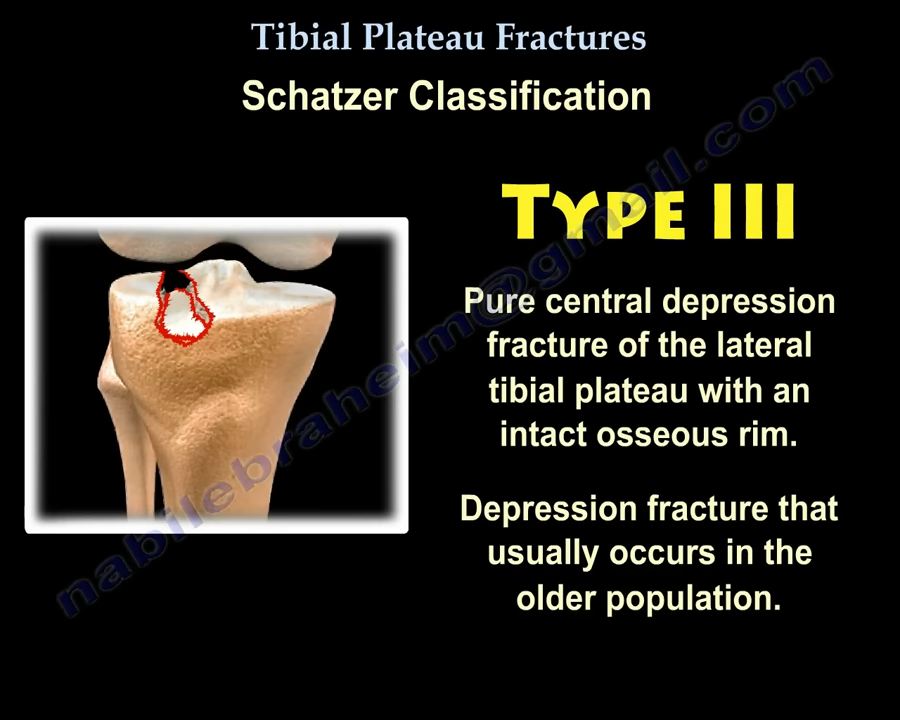 Tibial Plateau Fractures
Schatzer Classification
TYPE III
Pure central depression
fracture of the lateral
tibial plateau with an
intact osseous rim.
Depression fracture that
usually occurs in the
older population.
nabilebraheim@gmail.com